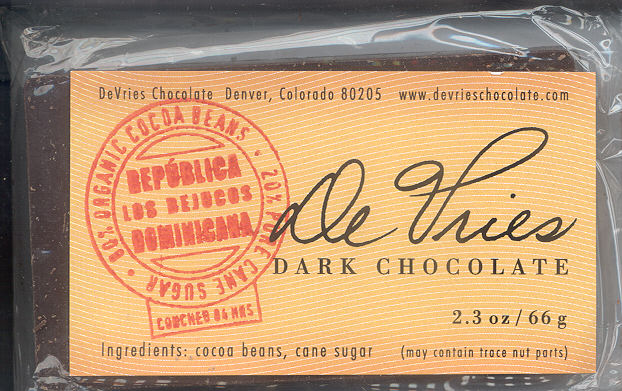 DeVries Chocolate Denver, Colorado 80205 www.devrieschocolate.com
80% ORGANIC COCOA BEANS · 20% PURE CANE SUGAR ·
REPÚBLICA
LOS BEJUCOS
DOMINICANA
CONCHED 84 HRS
De Vries
DARK CHOCOLATE
2.3 oz / 66 g
Ingredients: cocoa beans, cane sugar (may contain trace nut parts)